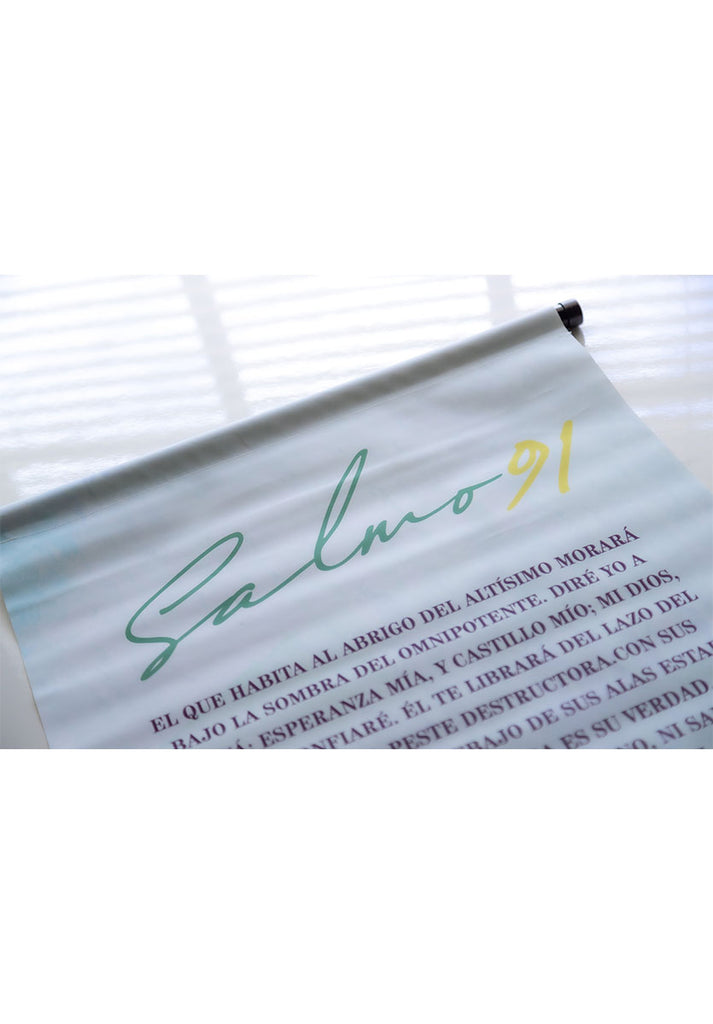 Salmo 91
EL QUE HABITA AL ABRIGO DEL ALTÍSIMO MORARÁ
BAJO LA SOMBRA DEL OMNIPOTENTE. DIRÉ YO A
ESPERANZA MÍA, Y CASTILLO MÍO; MI DIOS,
ÉL TE LIBRARÁ DEL LAZO DEL
PESTE DESTRUCTORA.CON SUS
DE SUS ALAS
ES SU VERDAD
NI